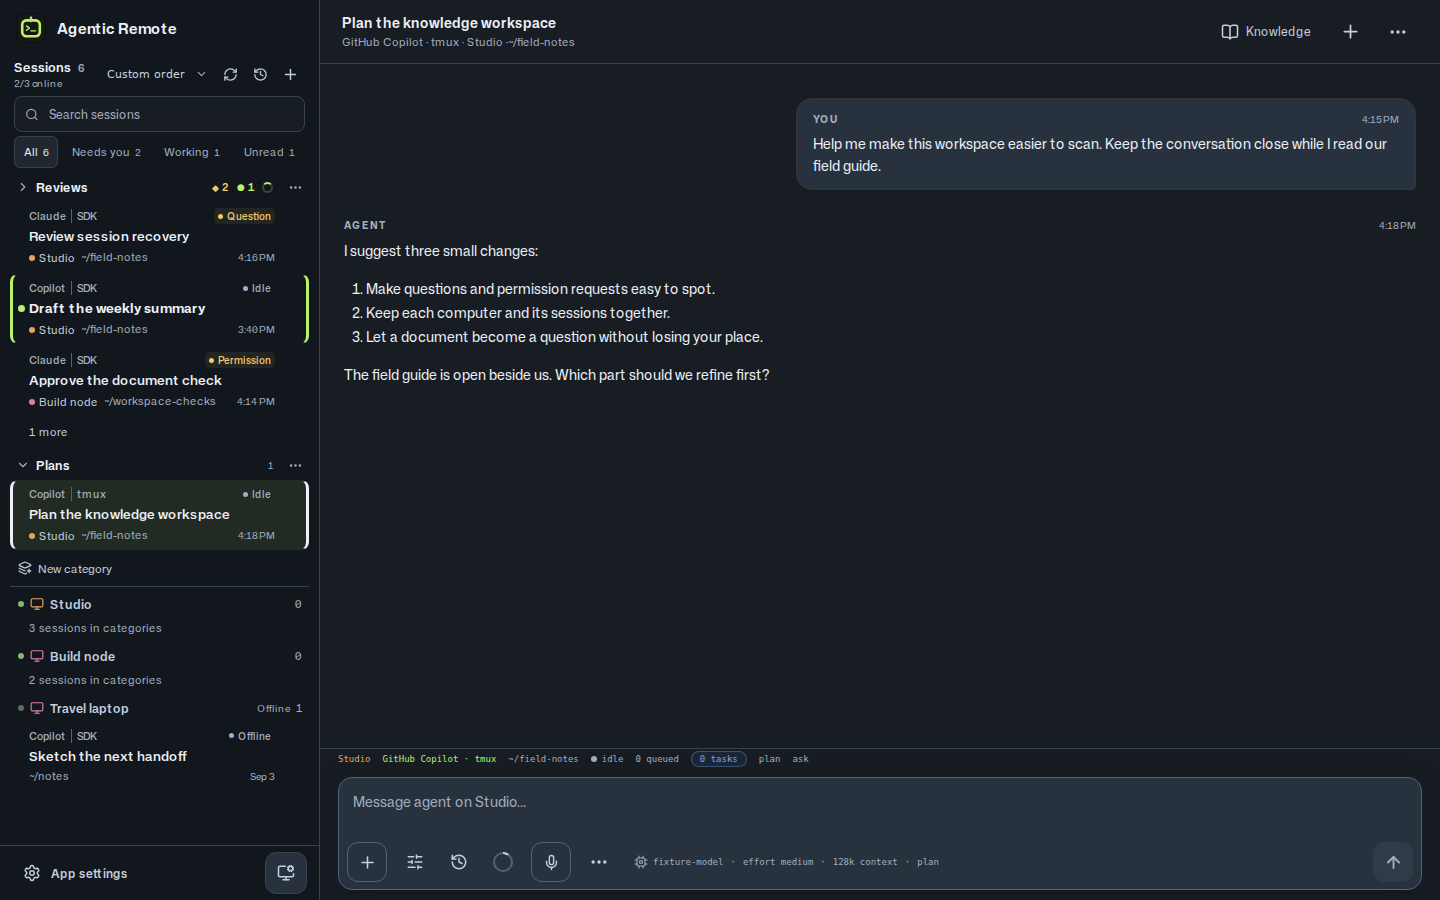 Agentic Remote
Sessions 6
2/3 online
Custom order
Search sessions
All 6
Needs you 2
Working 1
Unread 1
Reviews
2
1
Claude | SDK
Question
Review session recovery
Studio ~/field-notes
4:16 PM
Copilot | SDK
Idle
Draft the weekly summary
Studio ~/field-notes
3:40 PM
Claude | SDK
Permission
Approve the document check
Build node ~/workspace-checks
4:14 PM
1 more
Plans
1
Copilot | tmux
Idle
Plan the knowledge workspace
Studio ~/field-notes
4:18 PM
New category
Studio
0
3 sessions in categories
Build node
0
2 sessions in categories
Travel laptop
Offline 1
Copilot | SDK
Offline
Sketch the next handoff
~/notes
Sep 3
App settings
Plan the knowledge workspace
GitHub Copilot · tmux · Studio · ~/field-notes
Knowledge
YOU
4:15 PM
Help me make this workspace easier to scan. Keep the conversation close while I read our
field guide.
AGENT
4:18 PM
I suggest three small changes:
1. Make questions and permission requests easy to spot.
2. Keep each computer and its sessions together.
3. Let a document become a question without losing your place.
The field guide is open beside us. Which part should we refine first?
Studio GitHub Copilot · tmux ~/field-notes idle 0 queued 0 tasks plan ask
Message agent on Studio...
fixture-model · effort medium · 128k context · plan